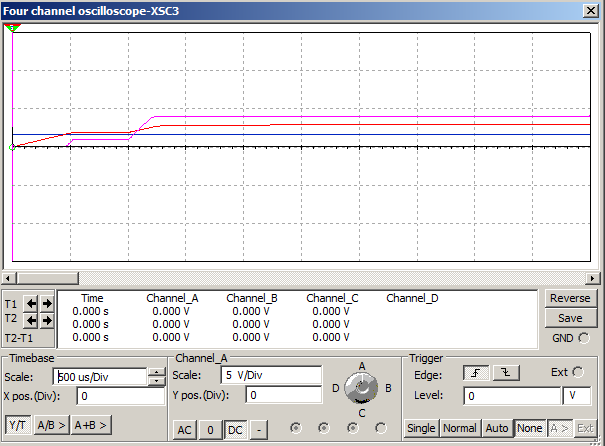 Four channel oscilloscope-XSC3
T
Time Channel_A Channel_B Channel_C Channel_D
T1 0.000 s 0.000 V 0.000 V 0.000 V
T2 0.000 s 0.000 V 0.000 V 0.000 V
T2-T1 0.000 s 0.000 V 0.000 V 0.000 V
Reverse
Save
GND
Timebase
Scale: 500 us/Div
X pos.(Div): 0
Y/T A/B > A+B >
Channel_A
Scale: 5 V/Div
Y pos.(Div): 0
AC 0 DC -
A
D B
C
Trigger
Edge: Ext
Level: 0 V
Single Normal Auto None A > Ext